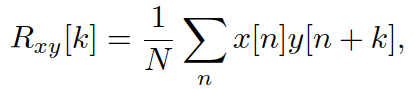 R_{xy}[k] = \frac{1}{N} \sum_{n} x[n]y[n + k],